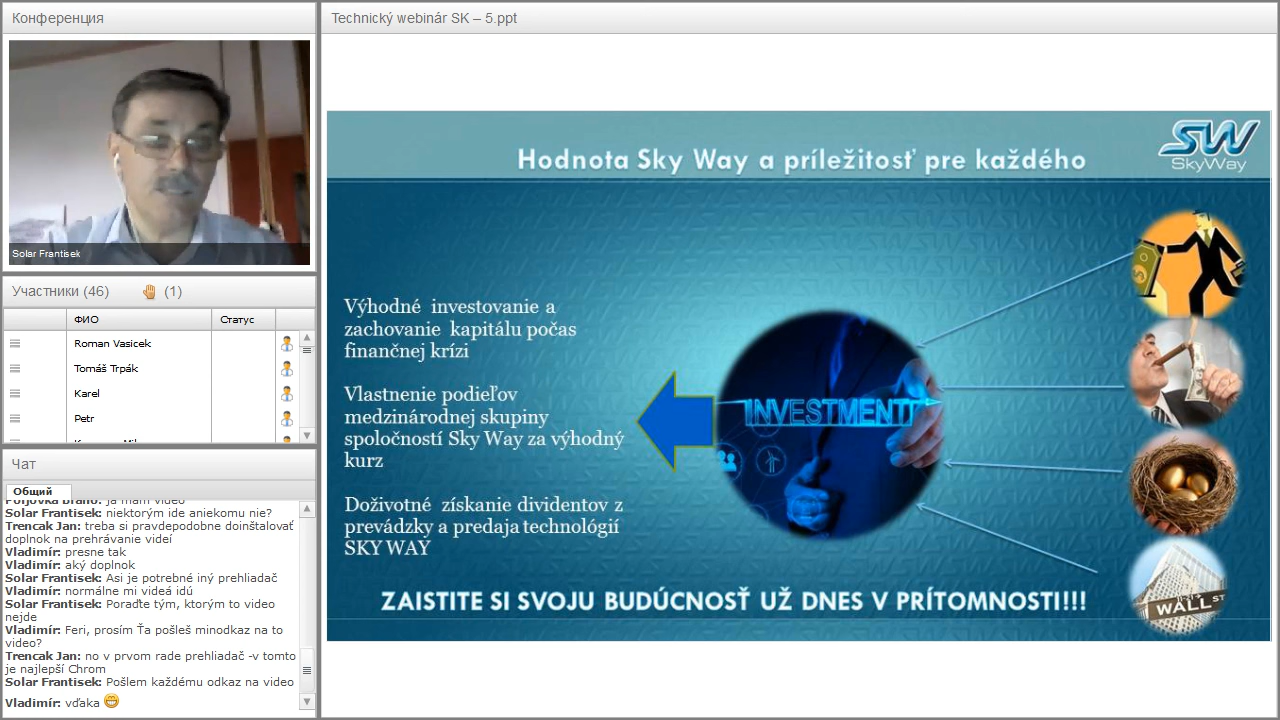 Конференция
Solar Frantisek
Участники (46)
(1)
ФИО
Статус
Roman Vasicek
Tomáš Trpák
Karel
Petr
Чат
Общий
ja mám video
Solar Frantisek: niektorým ide aniekomu nie?
Trencak Jan: treba si pravdepodobne doinštalovať
doplnok na prehrávanie videí
Vladimír: presne tak
Vladimír: aký doplnok
Solar Frantisek: Asi je potrebné iný prehliadač
Vladimír: normálne mi videá idú
Solar Frantisek: Poraďte tým, ktorým to video
nejde
Vladimír: Feri, prosím Ťa pošleš minodkaz na to
video?
Trencak Jan: no v prvom rade prehliadač -v tomto
je najlepší Chrom
Solar Frantisek: Pošlem každému odkaz na video
Vladimír: vďaka
Technický webinár SK – 5.ppt
Hodnota Sky Way a príležitosť pre každého
SW
SkyWay
Výhodné investovanie a
zachovanie kapitálu počas
finančnej krízi
Vlastnenie podieľov
medzinárodnej skupiny
spoločností Sky Way za výhodný
kurz
Doživotné získanie dividentov z
prevádzky a predaja technológií
SKY WAY
INVESTMENT
WALL ST
ZAISTITE SI SVOJU BUDÚCNOSŤ UŽ DNES V PRÍTOMNOSTI!!!